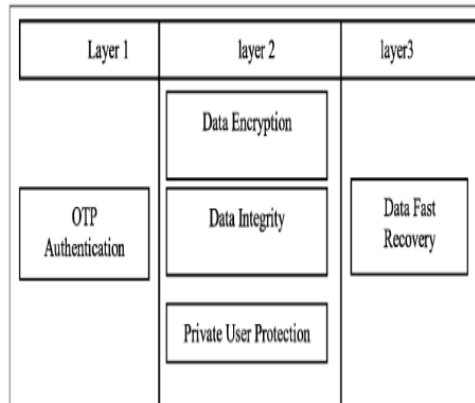 Layer 1
layer 2
layer3
OTP
Authentication
Data Encryption
Data Integrity
Private User Protection
Data Fast
Recovery